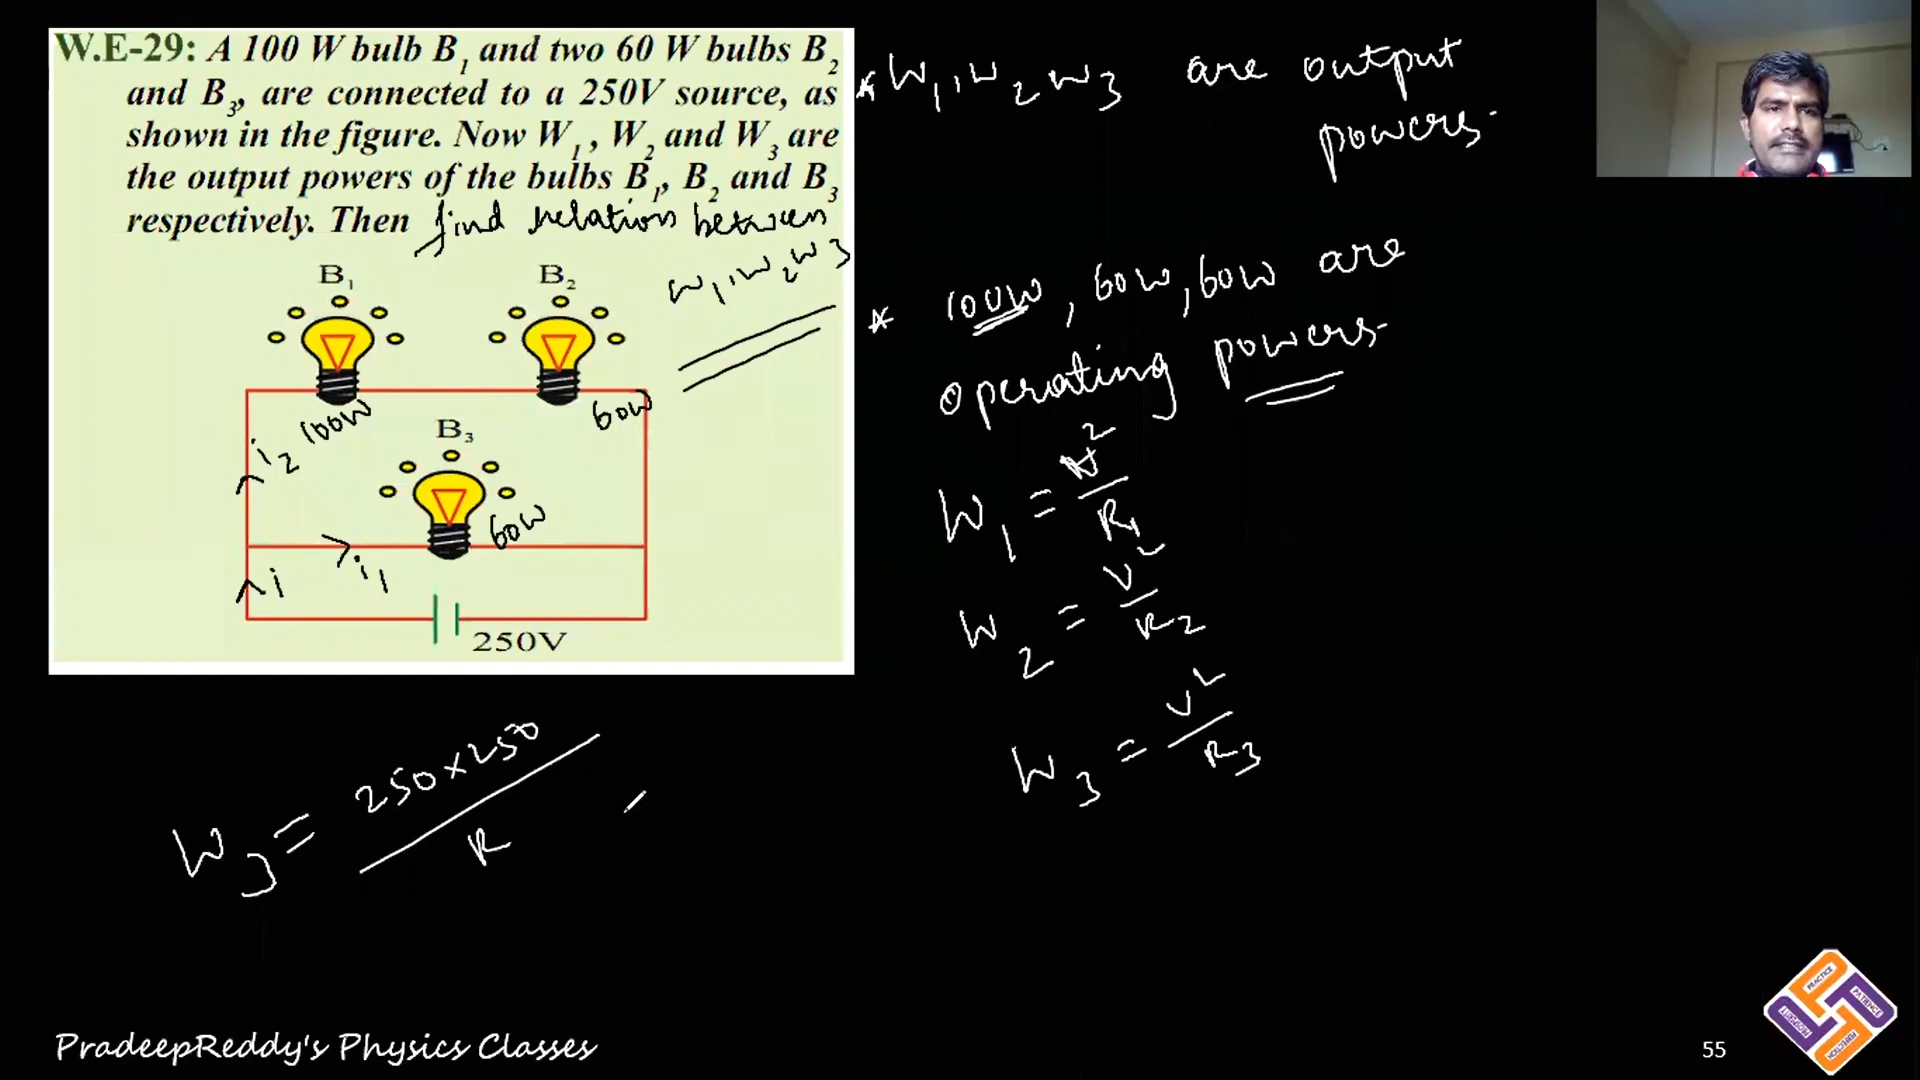 W.E-29: A 100 W bulb B₁ and two 60 W bulbs B₂
and B₃, are connected to a 250V source, as
shown in the figure. Now W₁, W₂ and W₃ are
the output powers of the bulbs B₁, B₂ and B₃
respectively. Then find relation between
W₁, W₂ W₃
B₁
B₂
100W
60W
i₂
B₃
60W
i₁
i
250V
* W₁, W₂ W₃ are output
powers.
* 100W, 60W, 60W are
operating powers.
W₁ = V²/R₁
W₂ = V²/R₂
W₃ = V²/R₃
W₃ = 250×250/R
PradeepReddy's Physics Classes
55
PRACTICE
PATIENCE